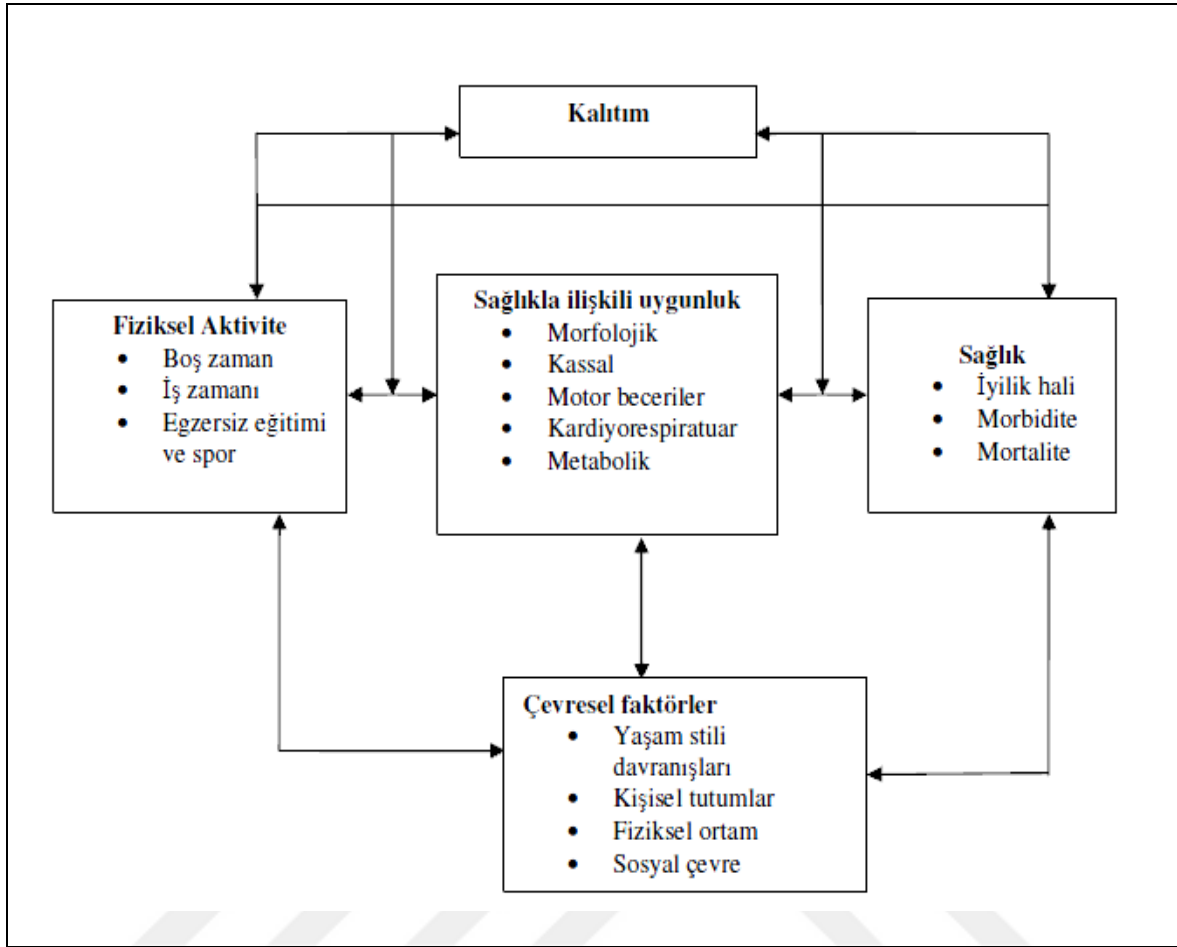 Kalıtım
Fiziksel Aktivite
• Boş zaman
• İş zamanı
• Egzersiz eğitimi
ve spor
Sağlıkla ilişkili uygunluk
• Morfolojik
• Kassal
• Motor beceriler
• Kardiyorespiratuar
• Metabolik
Sağlık
• İyilik hali
• Morbidite
• Mortalite
Çevresel faktörler
• Yaşam stili
davranışları
• Kişisel tutumlar
• Fiziksel ortam
• Sosyal çevre